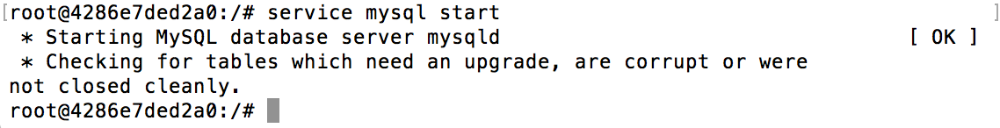 [root@4286e7ded2a0:/# service mysql start ]
 * Starting MySQL database server mysqld [ OK ]
 * Checking for tables which need an upgrade, are corrupt or were
not closed cleanly.
root@4286e7ded2a0:/#